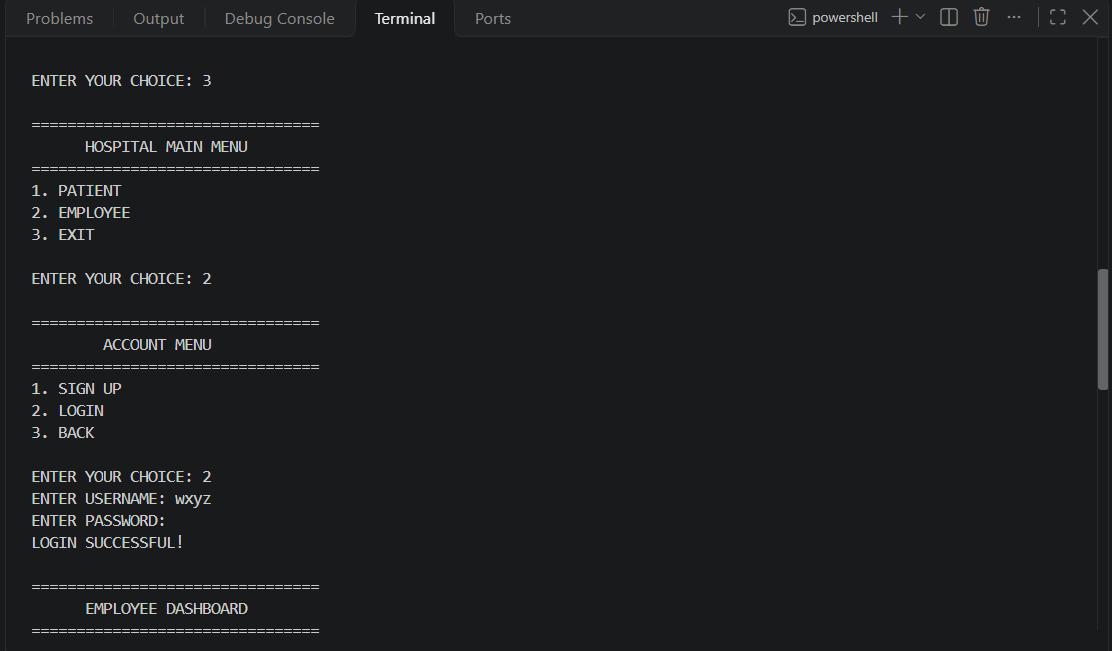 Problems Output Debug Console Terminal Ports powershell
ENTER YOUR CHOICE: 3
================================
HOSPITAL MAIN MENU
================================
1. PATIENT
2. EMPLOYEE
3. EXIT
ENTER YOUR CHOICE: 2
================================
ACCOUNT MENU
================================
1. SIGN UP
2. LOGIN
3. BACK
ENTER YOUR CHOICE: 2
ENTER USERNAME: wxyz
ENTER PASSWORD:
LOGIN SUCCESSFUL!
================================
EMPLOYEE DASHBOARD
================================